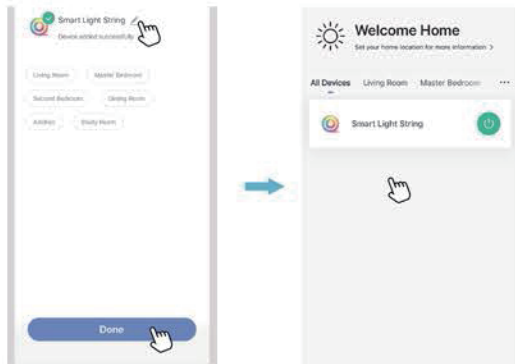 Smart Light String
Device added successfully
Living Room
Master Bedroom
Second Bedroom
Dining Room
Study Room
Done
Welcome Home
Set your home location for more information >
All Devices
Living Room
Master Bedroom
...
Smart Light String